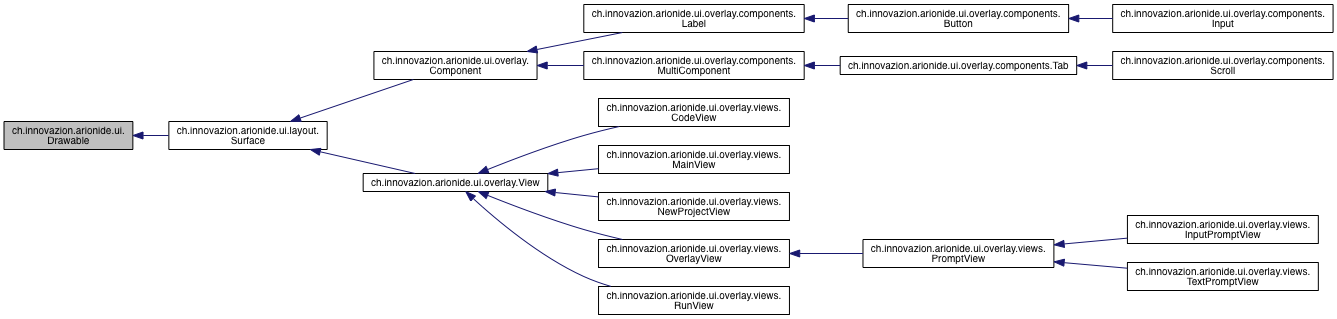 ch.innovazion.arionide.ui.
Drawable
ch.innovazion.arionide.ui.layout.
Surface
ch.innovazion.arionide.ui.overlay.
Component
ch.innovazion.arionide.ui.overlay.components.
Label
ch.innovazion.arionide.ui.overlay.components.
Button
ch.innovazion.arionide.ui.overlay.components.
Input
ch.innovazion.arionide.ui.overlay.components.
MultiComponent
ch.innovazion.arionide.ui.overlay.components.Tab
ch.innovazion.arionide.ui.overlay.components.
Scroll
ch.innovazion.arionide.ui.overlay.View
ch.innovazion.arionide.ui.overlay.views.
CodeView
ch.innovazion.arionide.ui.overlay.views.
MainView
ch.innovazion.arionide.ui.overlay.views.
NewProjectView
ch.innovazion.arionide.ui.overlay.views.
OverlayView
ch.innovazion.arionide.ui.overlay.views.
PromptView
ch.innovazion.arionide.ui.overlay.views.
InputPromptView
ch.innovazion.arionide.ui.overlay.views.
TextPromptView
ch.innovazion.arionide.ui.overlay.views.
RunView